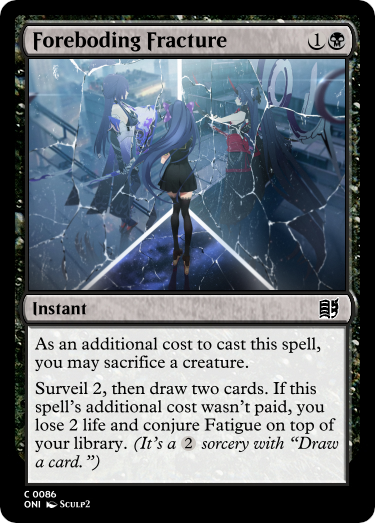 Foreboding Fracture 1
Instant
As an additional cost to cast this spell,
you may sacrifice a creature.
Surveil 2, then draw two cards. If this
spell's additional cost wasn't paid, you
lose 2 life and conjure Fatigue on top of
your library. (It's a 2 sorcery with “Draw
a card.”)
C 0086
ONI Sculp2